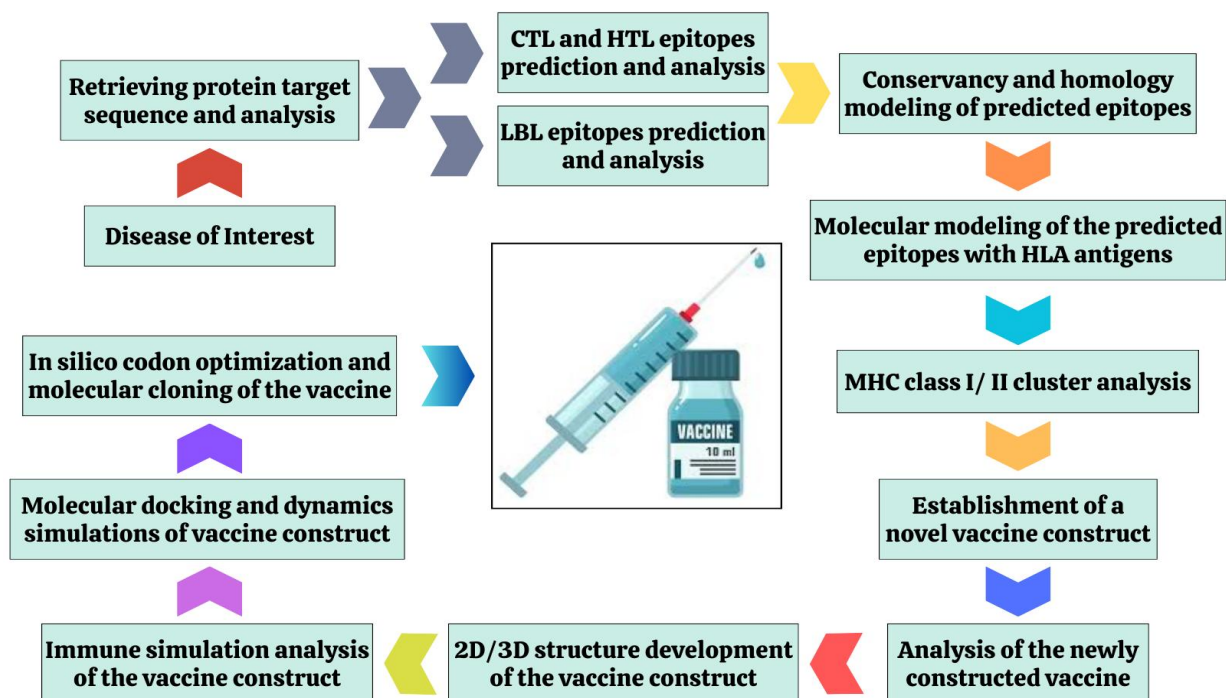 Disease of Interest
Retrieving protein target
sequence and analysis
CTL and HTL epitopes
prediction and analysis
LBL epitopes prediction
and analysis
Conservancy and homology
modeling of predicted epitopes
Molecular modeling of the predicted
epitopes with HLA antigens
MHC class I/ II cluster analysis
Establishment of a
novel vaccine construct
Analysis of the newly
constructed vaccine
2D/3D structure development
of the vaccine construct
Immune simulation analysis
of the vaccine construct
Molecular docking and dynamics
simulations of vaccine construct
In silico codon optimization and
molecular cloning of the vaccine
VACCINE
10 ml